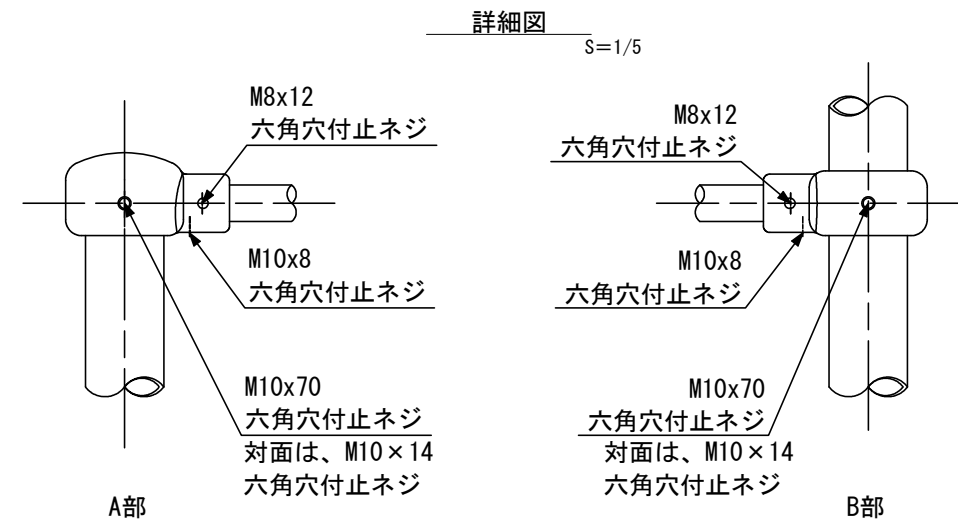 詳細図
S=1/5
M8x12
六角穴付止ネジ
M10x8
六角穴付止ネジ
M10x70
六角穴付止ネジ
対面は、M10×14
六角穴付止ネジ
A部
M8x12
六角穴付止ネジ
M10x8
六角穴付止ネジ
M10x70
六角穴付止ネジ
対面は、M10×14
六角穴付止ネジ
B部